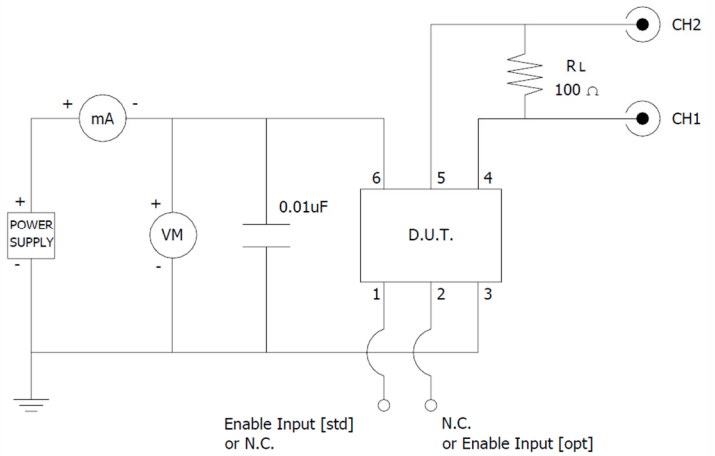 CH2
RL
100 Ω
CH1
+
-
mA
+
POWER
SUPPLY
-
+
VM
-
0.01uF
6
5
4
D.U.T.
1
2
3
Enable Input [std]
or N.C.
N.C.
or Enable Input [opt]